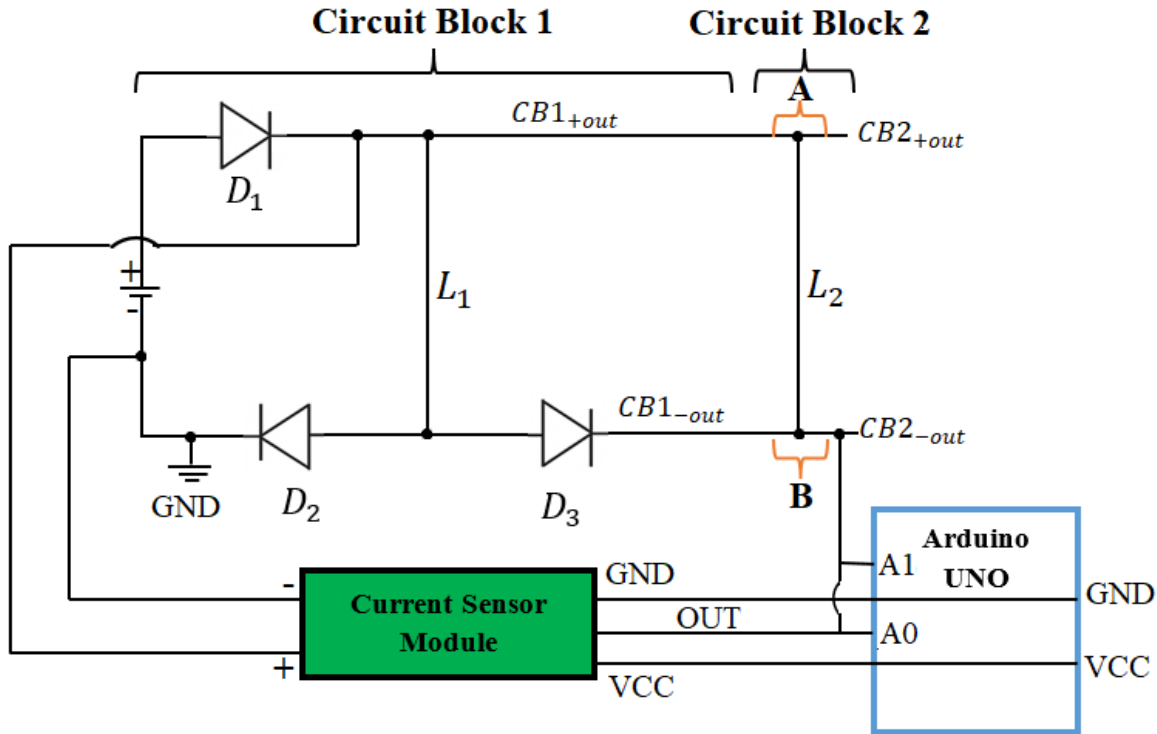 Circuit Block 1
Circuit Block 2
A
CB1+out
CB2+out
D1
+
-
L1
L2
CB1-out
CB2-out
GND
D2
D3
B
Arduino
UNO
A1
GND
-
Current Sensor
Module
GND
OUT
A0
+
VCC
VCC